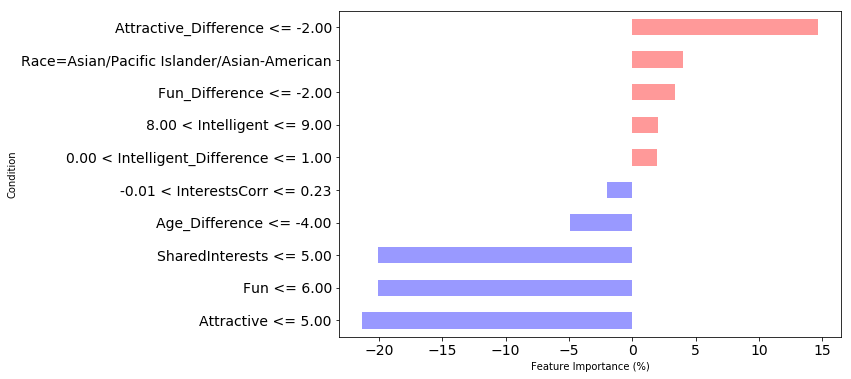 Attractive_Difference <= -2.00
Race=Asian/Pacific Islander/Asian-American
Fun_Difference <= -2.00
8.00 < Intelligent <= 9.00
0.00 < Intelligent_Difference <= 1.00
-0.01 < InterestsCorr <= 0.23
Age_Difference <= -4.00
SharedInterests <= 5.00
Fun <= 6.00
Attractive <= 5.00
Condition
−20 −15 −10 −5 0 5 10 15
Feature Importance (%)